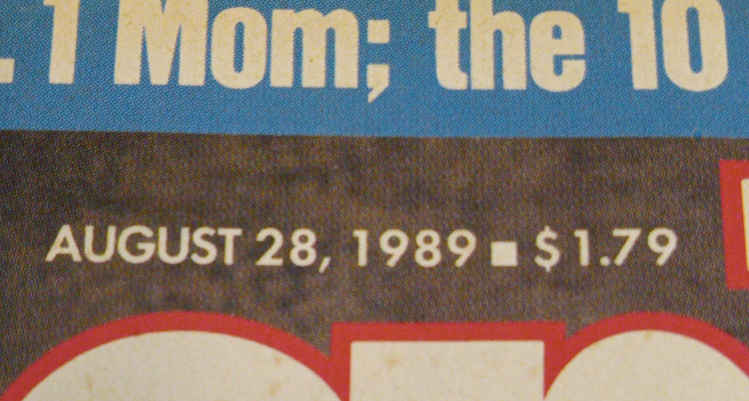 . 1 Mom; the 10
AUGUST 28, 1989 ■ $1.79